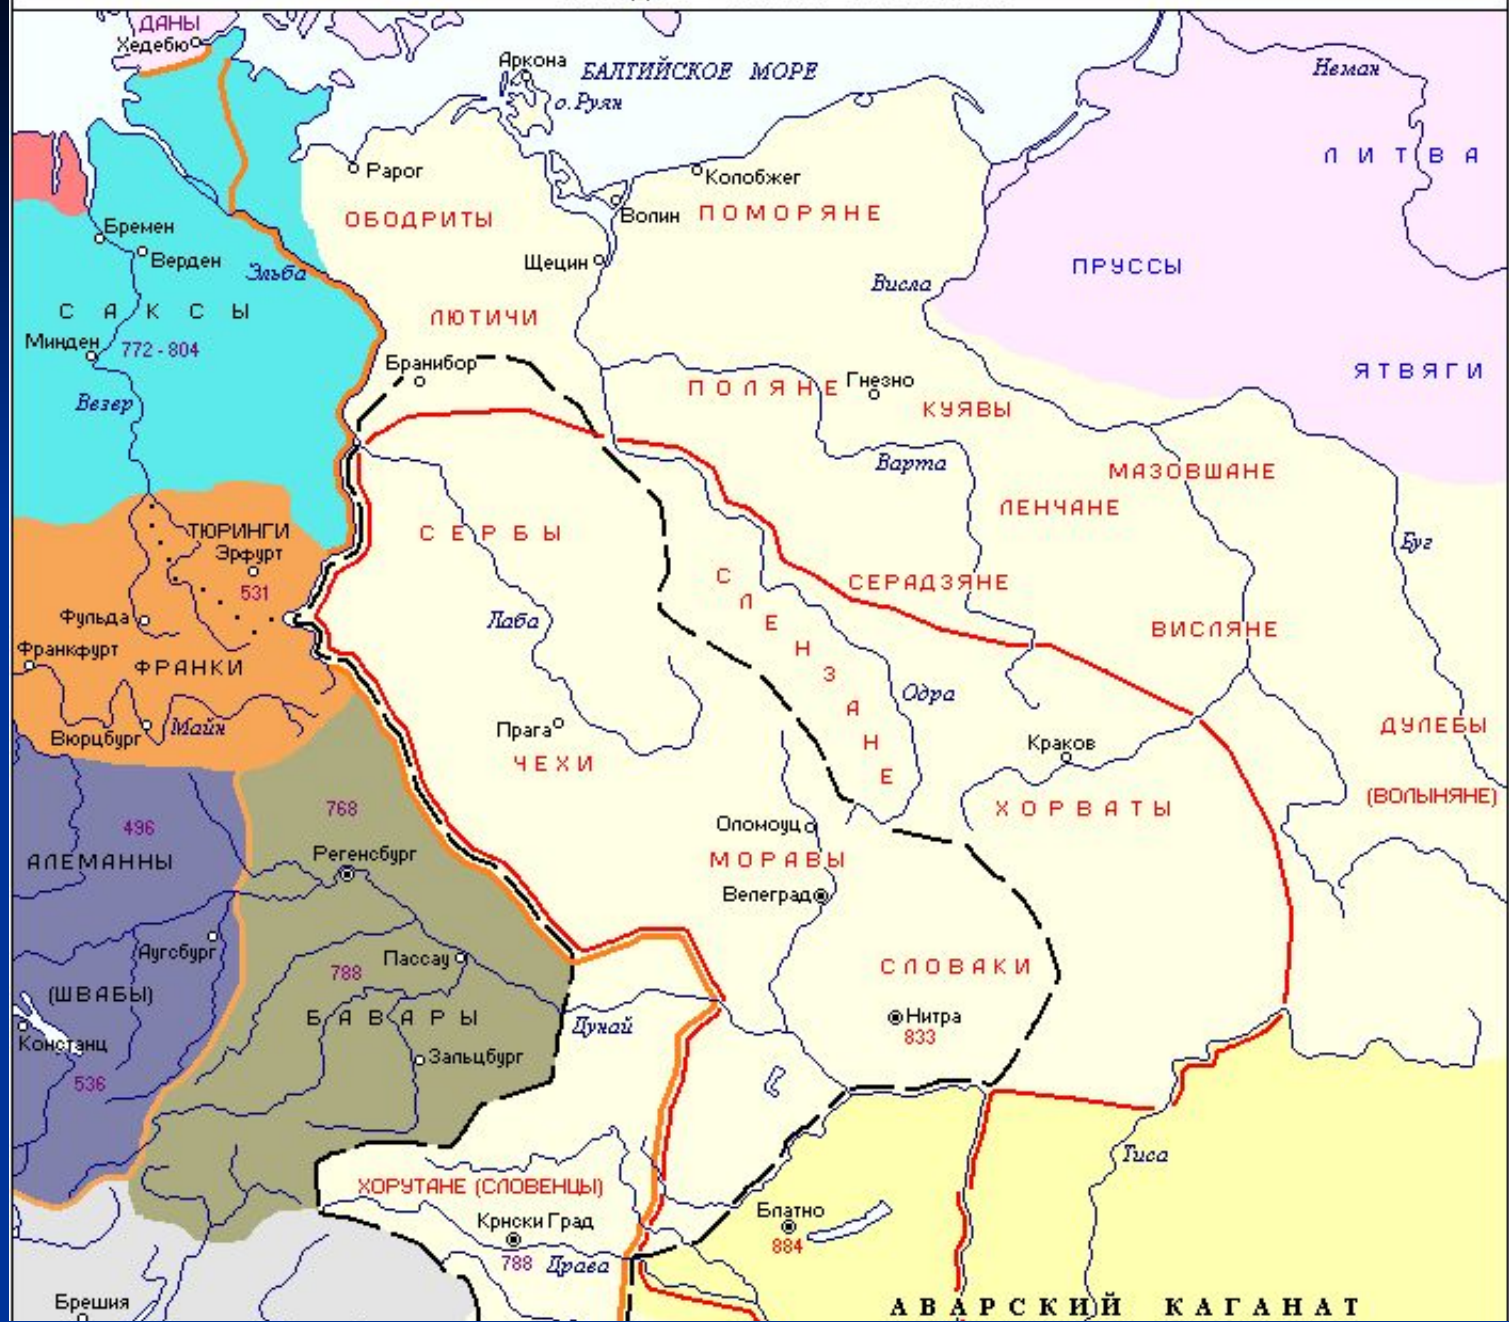 ДАНЫ
Хедебю
Аркона
БАЛТИЙСКОЕ МОРЕ
о. Руян
Неман
ЛИТВА
Рарог
Колобжег
Волин
ПОМОРЯНЕ
ОБОДРИТЫ
Бремен
Верден
Щецин
Эльба
Висла
ПРУССЫ
САКСЫ
ЛЮТИЧИ
Минден
772 - 804
Бранибор
ЯТВЯГИ
ПОЛЯНЕ
Гнезно
КУЯВЫ
Везер
Варта
МАЗОВШАНЕ
ЛЕНЧАНЕ
СЕРБЫ
ТЮРИНГИ
Эрфурт
531
Буг
СЛЕНЗАНЕ
СЕРАДЗЯНЕ
Фульда
Лаба
ВИСЛЯНЕ
Франкфурт
ФРАНКИ
Одра
Майн
Вюрцбург
Прага
ЧЕХИ
Краков
ДУЛЕБЫ
(ВОЛЫНЯНЕ)
ХОРВАТЫ
768
496
Оломоуц
МОРАВЫ
АЛЕМАННЫ
Регенсбург
Велеград
Аугсбург
Пассау
788
СЛОВАКИ
(ШВАБЫ)
БАВАРЫ
Дунай
Нитра
833
Констанц
Зальцбург
536
Тиса
ХОРУТАНЕ (СЛОВЕНЦЫ)
Крнски Град
788
Драва
Блатно
884
Брешия
АВАРСКИЙ КАГАНАТ